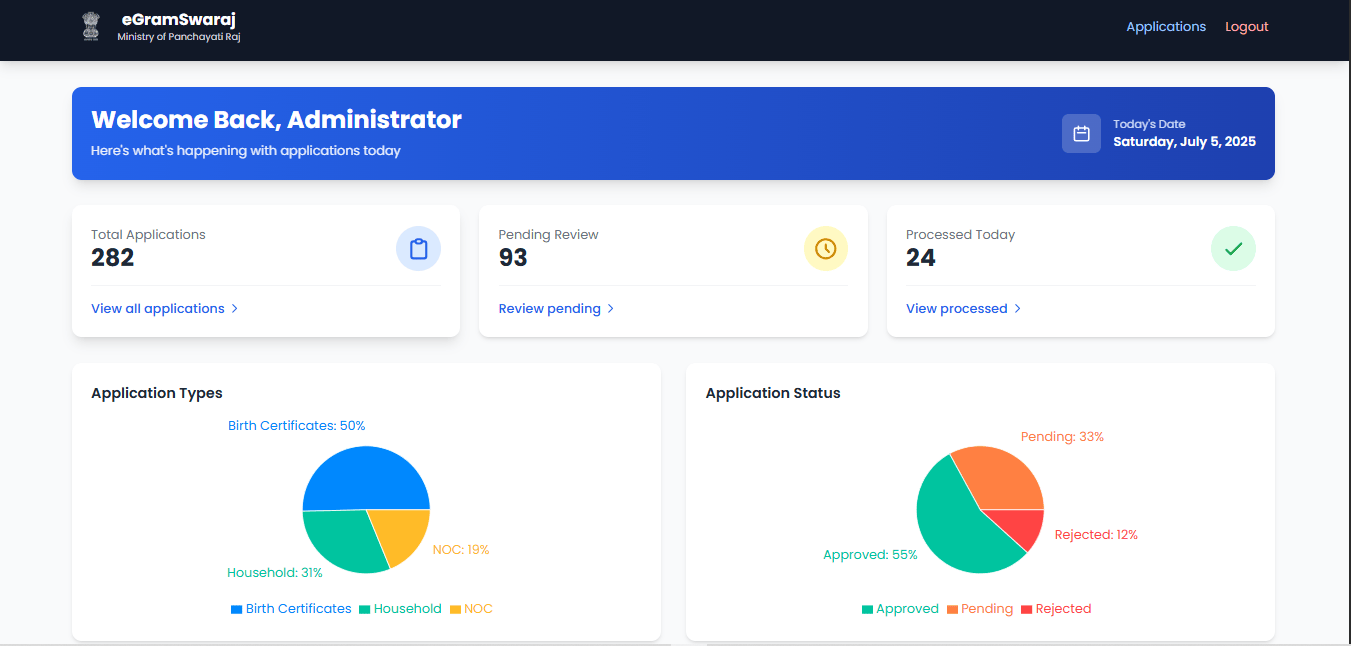 eGramSwaraj
Ministry of Panchayati Raj
Applications
Logout
Welcome Back, Administrator
Here's what's happening with applications today
Today's Date
Saturday, July 5, 2025
Total Applications
282
View all applications
Pending Review
93
Review pending
Processed Today
24
View processed
Application Types
Birth Certificates: 50%
NOC: 19%
Household: 31%
Birth Certificates Household NOC
Application Status
Pending: 33%
Rejected: 12%
Approved: 55%
Approved Pending Rejected